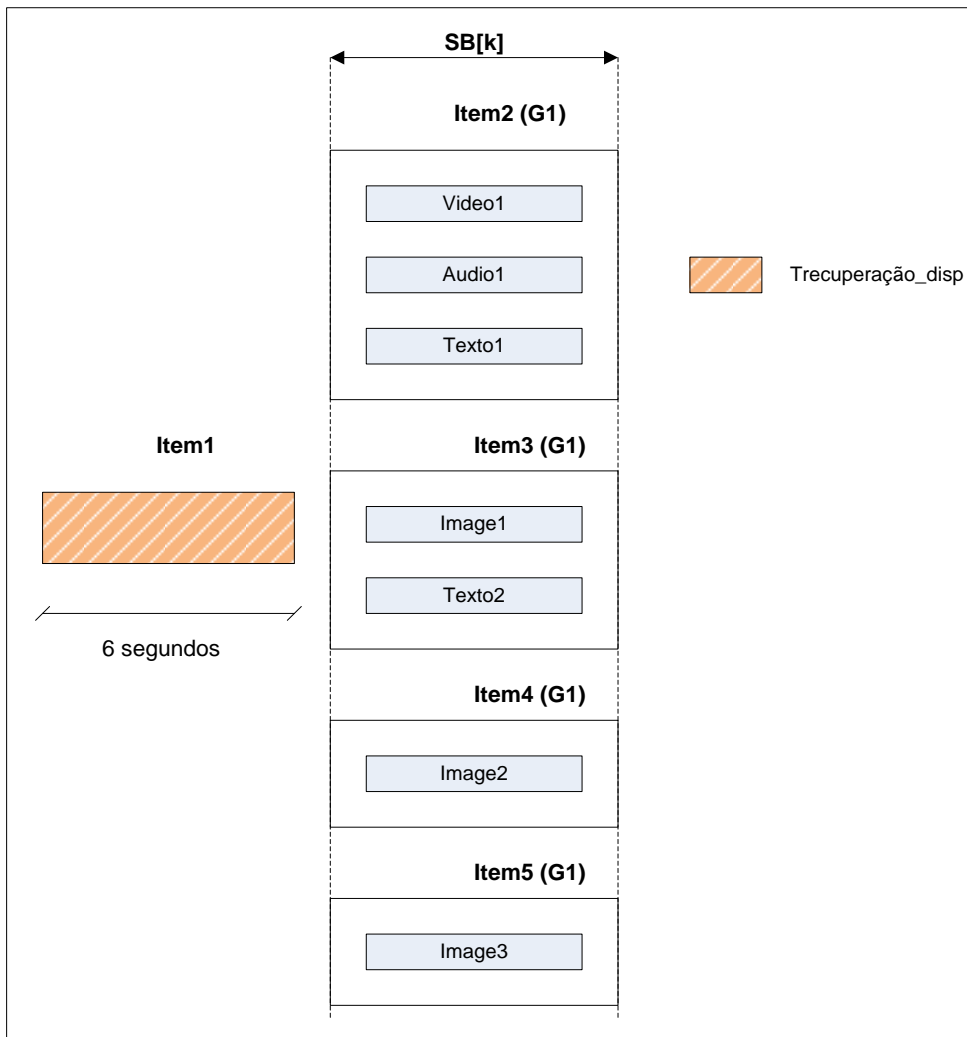 SB[k]
Item2 (G1)
Video1
Audio1
Texto1
Trecuperação_disp
Item1
6 segundos
Item3 (G1)
Image1
Texto2
Item4 (G1)
Image2
Item5 (G1)
Image3